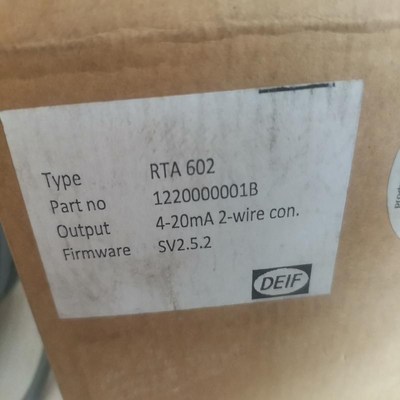 Type RTA 602
Part no 1220000001B
Output 4-20mA 2-wire con.
Firmware SV2.5.2
DEIF